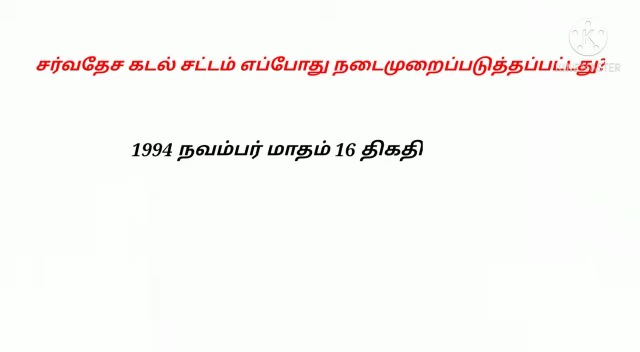 சர்வதேச கடல் சட்டம் எப்போது நடைமுறைப்படுத்தப்பட்டது?
1994 நவம்பர் மாதம் 16 திகதி